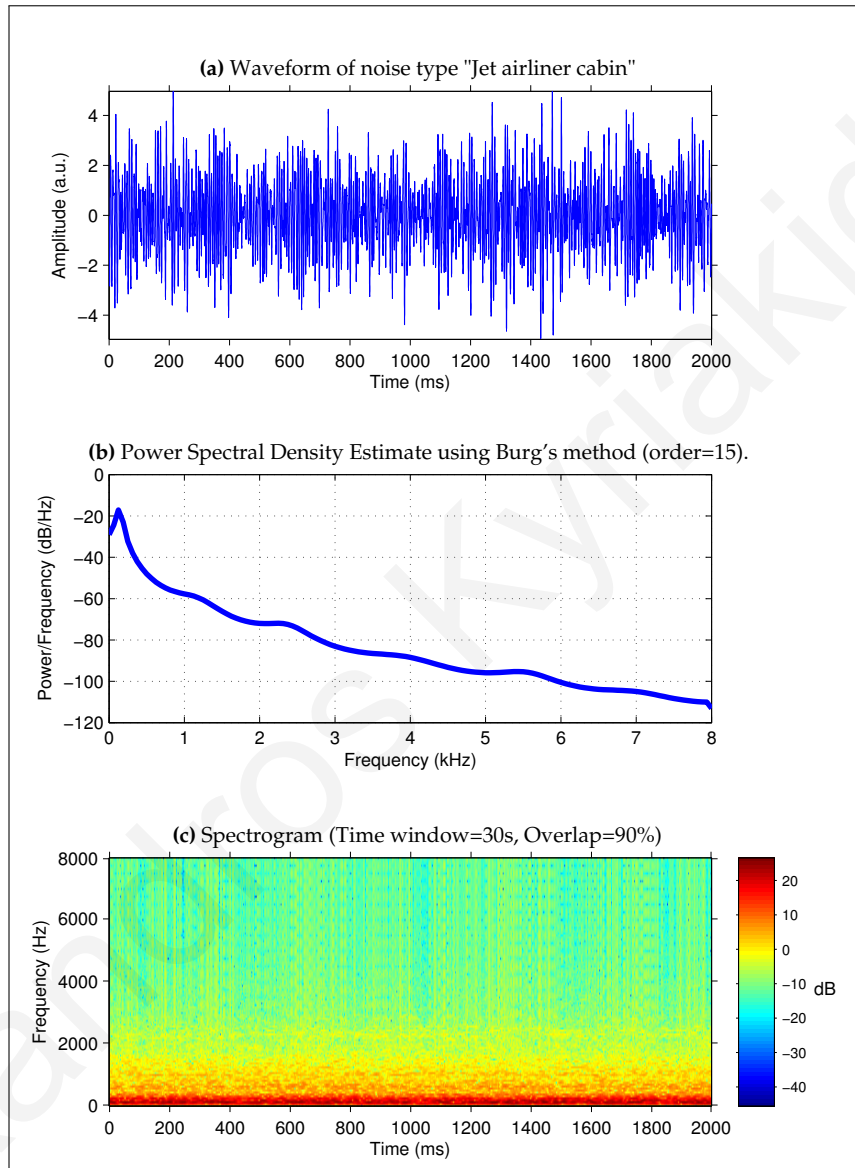 (a) Waveform of noise type "Jet airliner cabin"
4
2
0
−2
−4
Amplitude (a.u.)
0 200 400 600 800 1000 1200 1400 1600 1800 2000
Time (ms)
(b) Power Spectral Density Estimate using Burg's method (order=15).
0
−20
−40
−60
−80
−100
−120
Power/Frequency (dB/Hz)
0 1 2 3 4 5 6 7 8
Frequency (kHz)
(c) Spectrogram (Time window=30s, Overlap=90%)
8000
6000
4000
2000
0
Frequency (Hz)
0 200 400 600 800 1000 1200 1400 1600 1800 2000
Time (ms)
20
10
0
−10
−20
−30
−40
dB